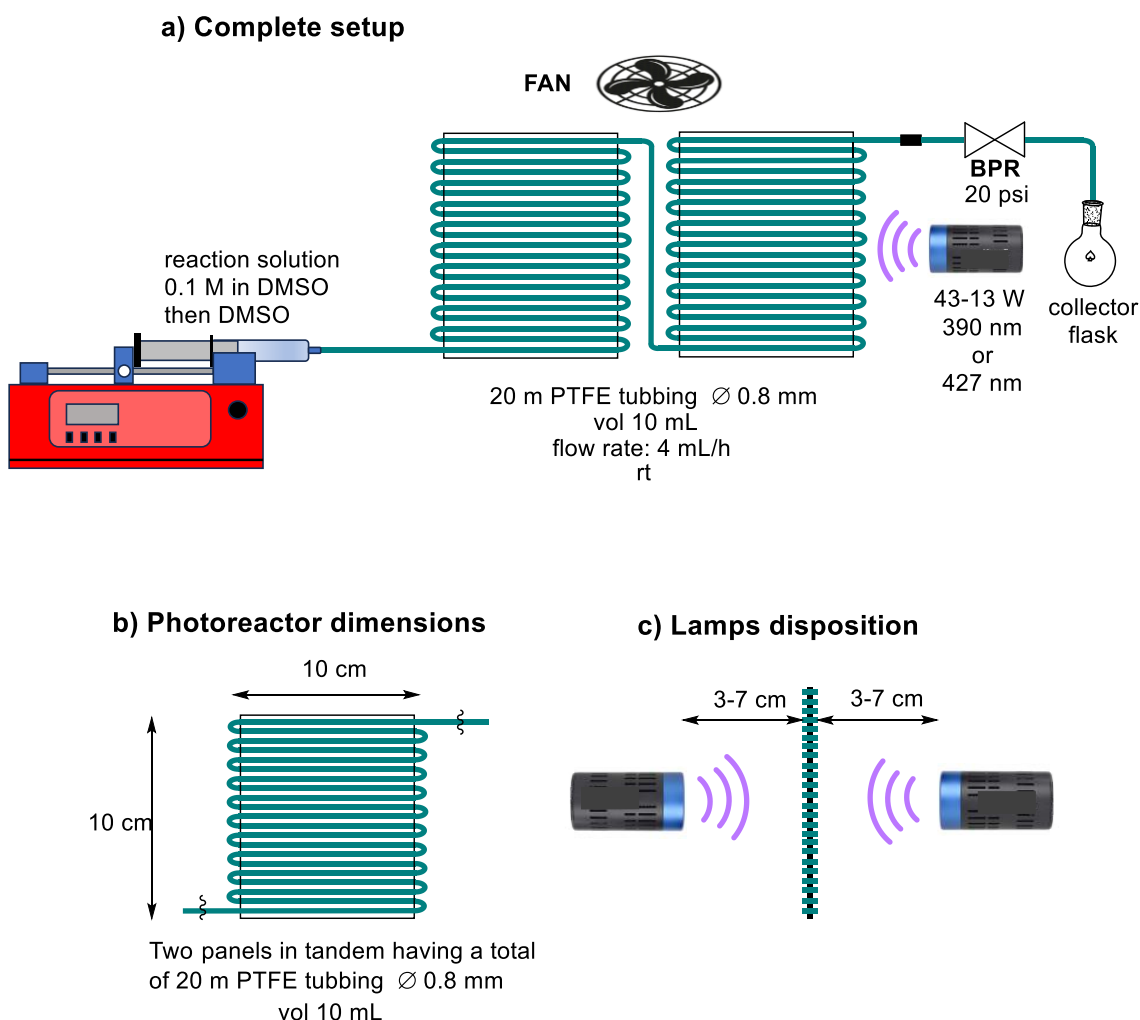 a) Complete setup
FAN
BPR
20 psi
reaction solution
0.1 M in DMSO
then DMSO
43-13 W
390 nm
or
427 nm
collector
flask
20 m PTFE tubbing ∅ 0.8 mm
vol 10 mL
flow rate: 4 mL/h
rt
b) Photoreactor dimensions
10 cm
10 cm
Two panels in tandem having a total
of 20 m PTFE tubbing ∅ 0.8 mm
vol 10 mL
c) Lamps disposition
3-7 cm
3-7 cm